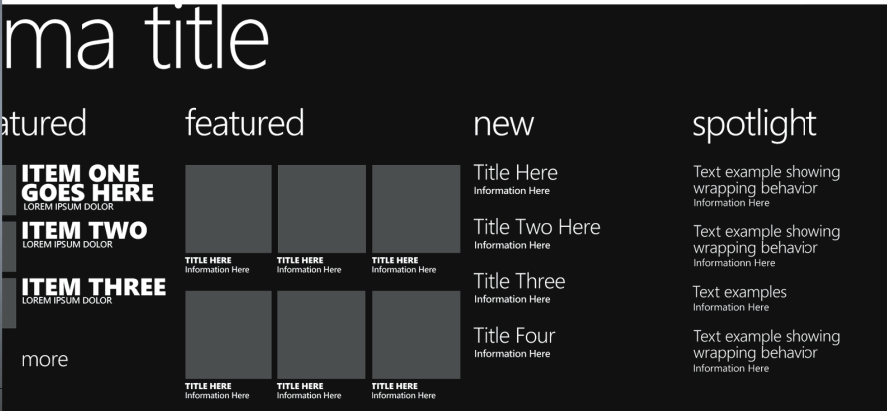 ma title
atured
ITEM ONE
GOES HERE
LOREM IPSUM DOLOR
ITEM TWO
LOREM IPSUM DOLOR
ITEM THREE
LOREM IPSUM DOLOR
more
featured
TITLE HERE TITLE HERE TITLE HERE
Information Here Information Here Information Here
TITLE HERE TITLE HERE TITLE HERE
Information Here Information Here Information Here
new
Title Here
Information Here
Title Two Here
Information Here
Title Three
Information Here
Title Four
Information Here
spotlight
Text example showing
wrapping behavior
Information Here
Text example showing
wrapping behavior
Informationn Here
Text examples
Information Here
Text example showing
wrapping behavior
Information Here